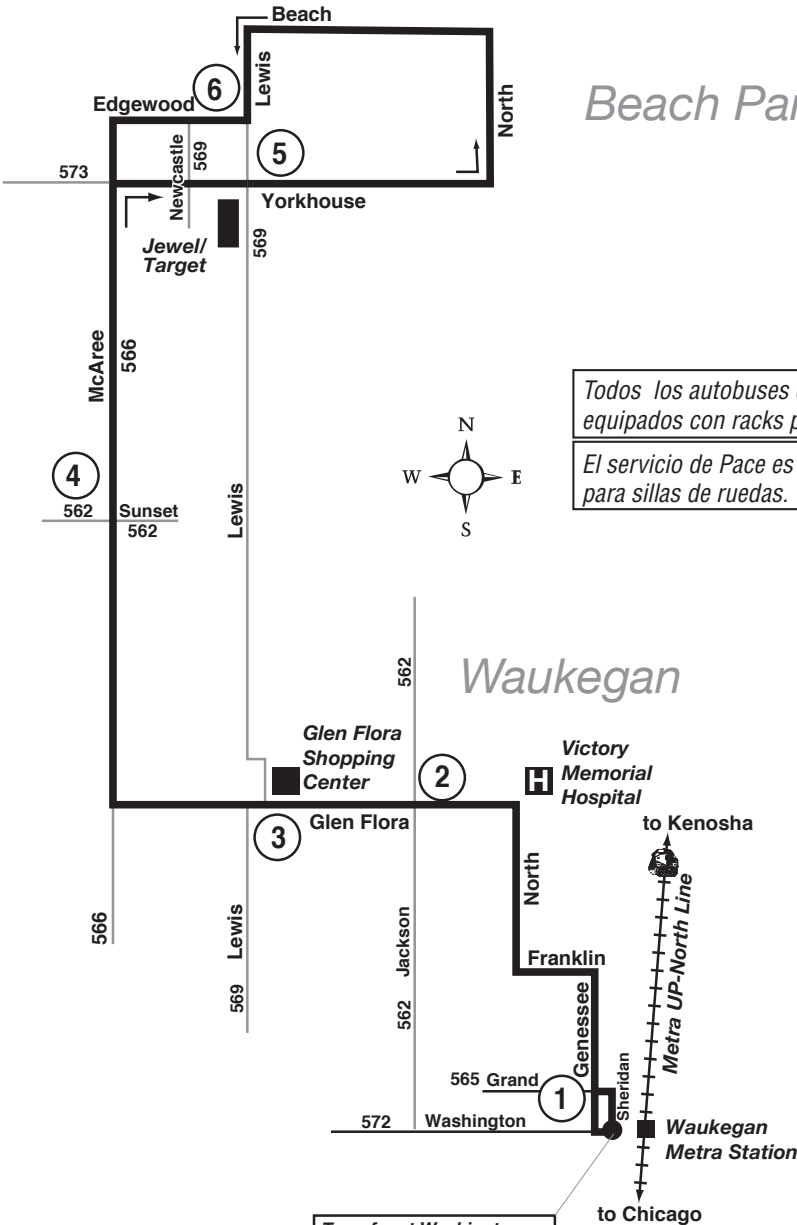 Beach
Lewis
6
Edgewood
North
Beach Par
Newcastle
569
5
573
Yorkhouse
Jewel/
Target
569
McAree
566
Todos los autobuses
equipados con racks
4
N
W
E
S
El servicio de Pace es
para sillas de ruedas.
562
Sunset
562
Lewis
562
Waukegan
Glen Flora
Shopping
Center
2
H
Victory
Memorial
Hospital
3
Glen Flora
to Kenosha
North
Metra UP-North Line
566
Lewis
569
Jackson
562
Franklin
Genessee
565 Grand
1
Sheridan
572
Washington
Waukegan
Metra Station
to Chicago